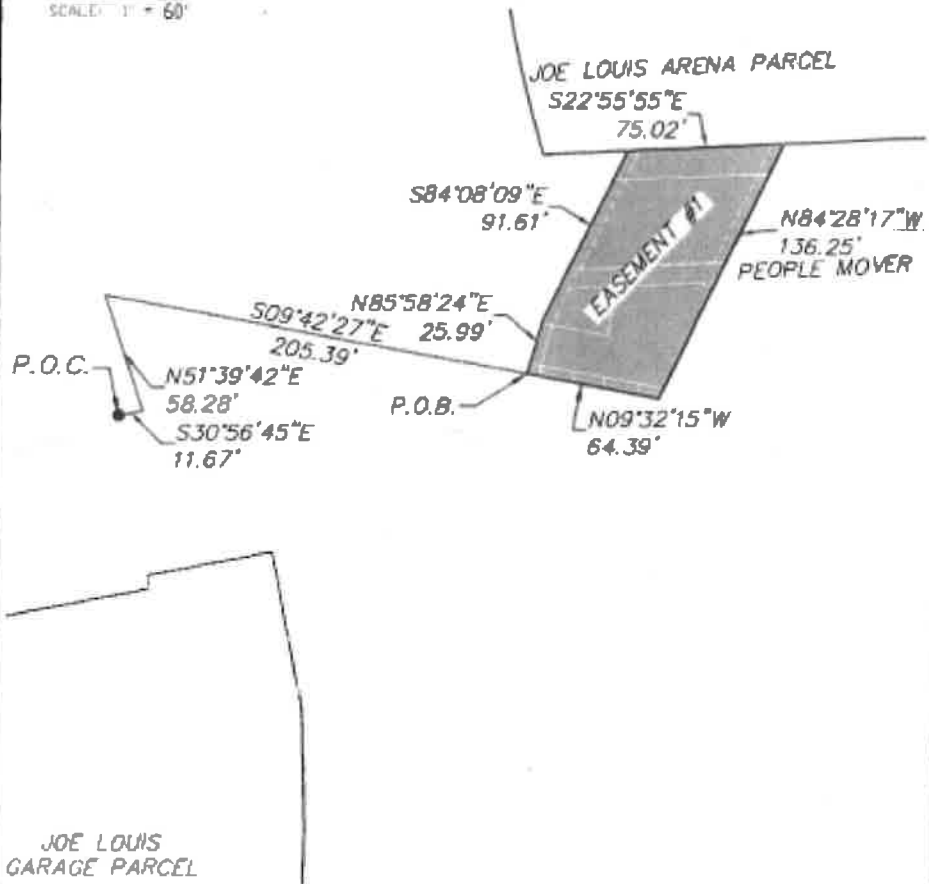 SCALE: 1" = 60'
JOE LOUIS ARENA PARCEL
S22°55'55"E
75.02'
S84°08'09"E
91.61'
N84°28'17"W
136.25'
PEOPLE MOVER
EASEMENT #1
N85°58'24"E
25.99'
S09°42'27"E
205.39'
P.O.C.
N51°39'42"E
58.28'
P.O.B.
S30°56'45"E
11.67'
N09°32'15"W
64.39'
JOE LOUIS
GARAGE PARCEL